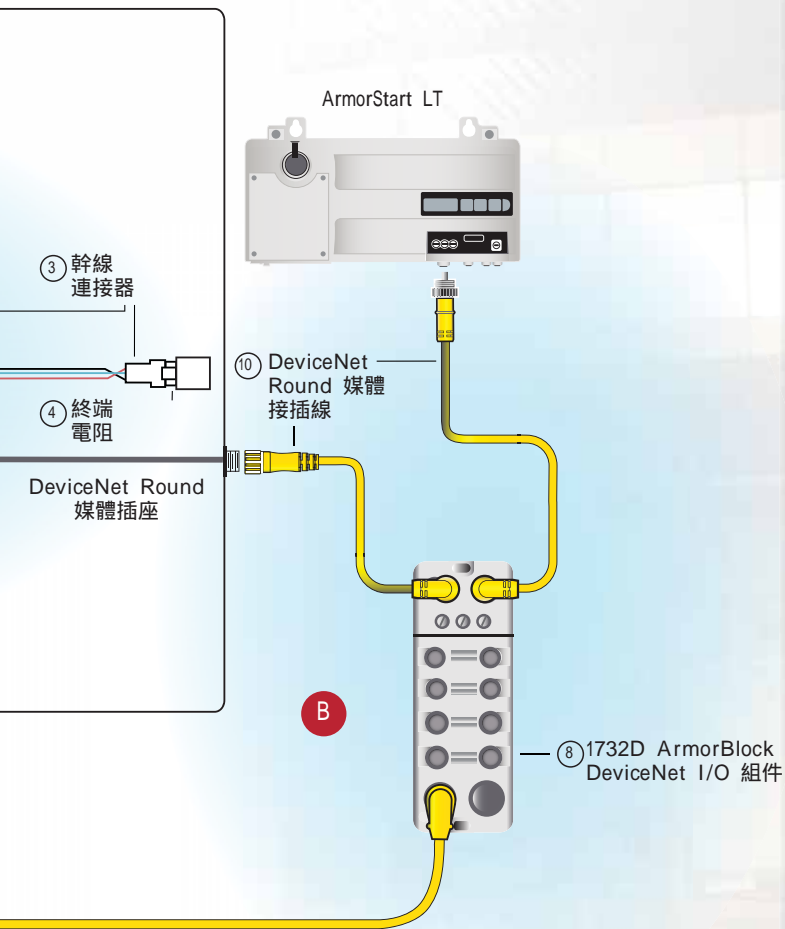 ArmorStart LT
③ 幹線
連接器
⑩ DeviceNet
Round 媒體
接插線
④ 終端
電阻
DeviceNet Round
媒體插座
B
⑧ 1732D ArmorBlock
DeviceNet I/O 組件